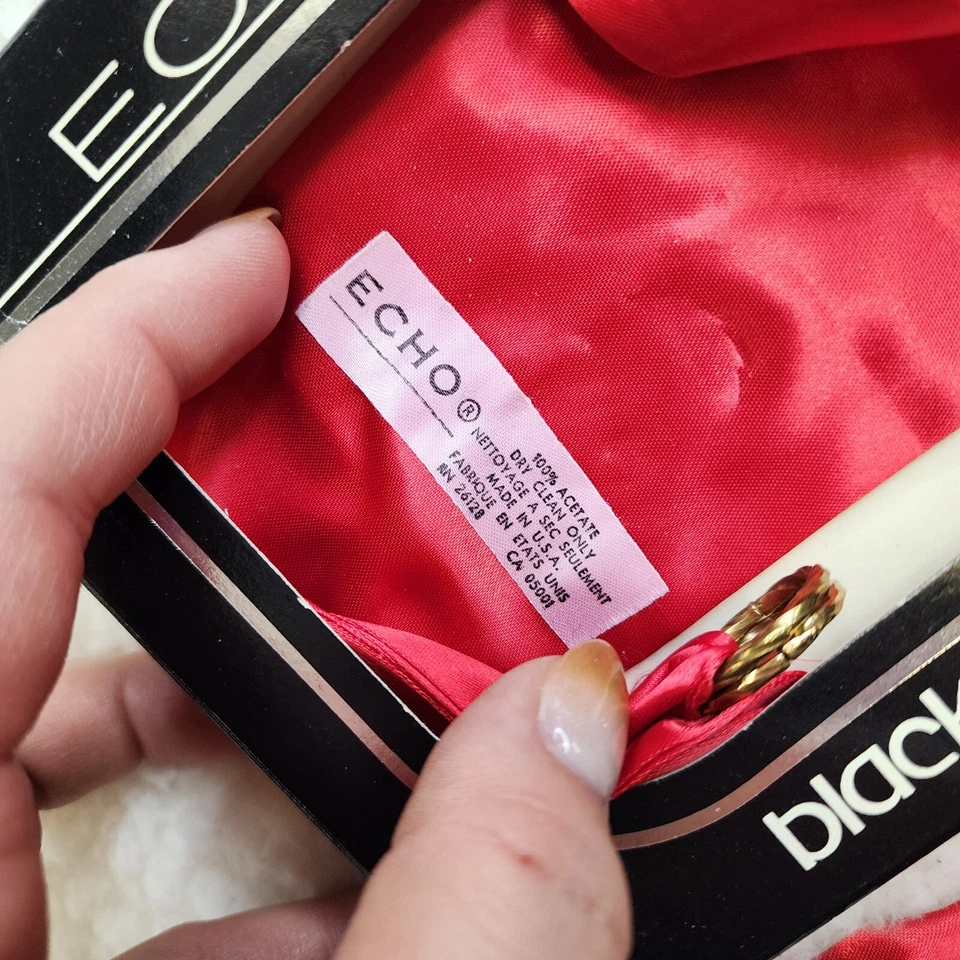 ECHO®
100% ACETATE
DRY CLEAN ONLY
NETTOYAGE A SEC SEULEMENT
MADE IN U.S.A.
FABRIQUE EN ETATS UNIS
RN 26128 CA 05001
black